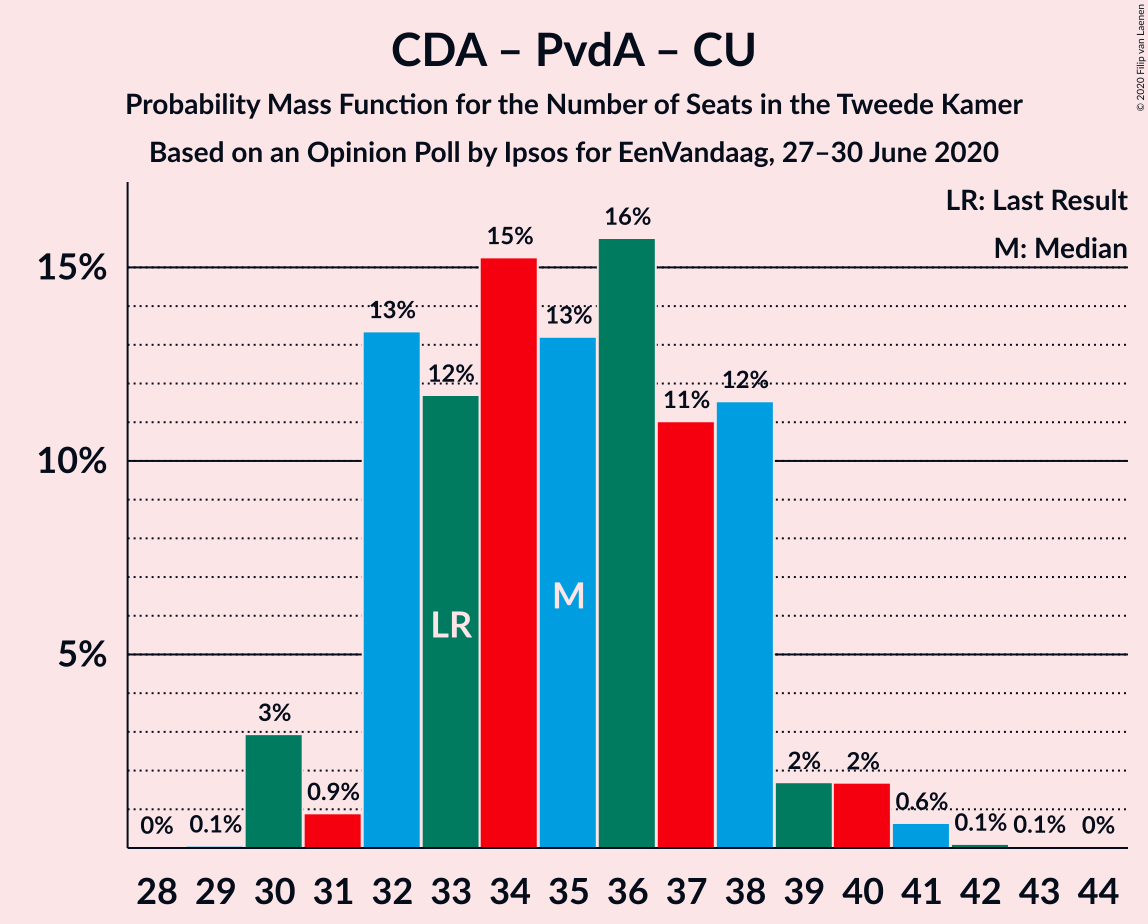 CDA – PvdA – CU
Probability Mass Function for the Number of Seats in the Tweede Kamer
Based on an Opinion Poll by Ipsos for EenVandaag, 27–30 June 2020
© 2020 Filip van Laenen
LR: Last Result
M: Median
15%
10%
5%
0% 0.1% 3% 0.9% 13% 12% 15% 13% 16% 11% 12% 2% 2% 0.6% 0.1% 0.1% 0%
LR M
28 29 30 31 32 33 34 35 36 37 38 39 40 41 42 43 44